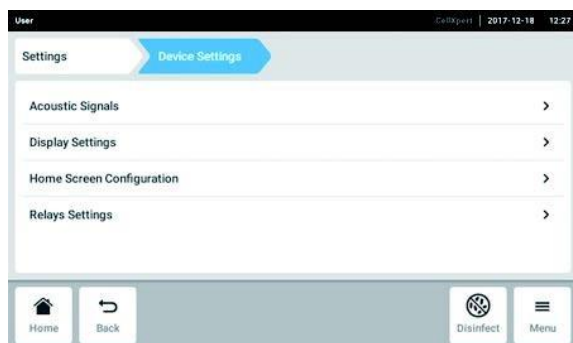 User CellXpert | 2017-12-18 12:27
Settings Device Settings
Acoustic Signals
Display Settings
Home Screen Configuration
Relays Settings
Home Back Disinfect Menu